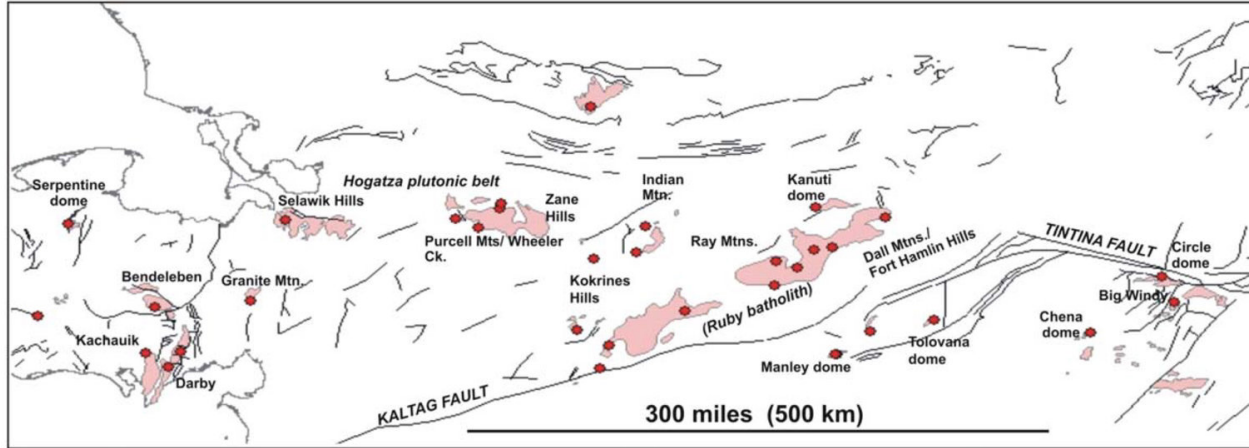 Serpentine
dome
Hogatza plutonic belt
Selawik Hills
Zane
Hills
Purcell Mts/ Wheeler
Ck.
Indian
Mtn.
Kanuti
dome
Ray Mtns.
Dall Mtns./
Fort Hamlin Hills
TINTINA FAULT
Circle
dome
Bendeleben
Granite Mtn.
Kokrines
Hills
(Ruby batholith)
Big Windy
Chena
dome
Kachauik
Darby
Manley dome
Tolovana
dome
KALTAG FAULT
300 miles (500 km)